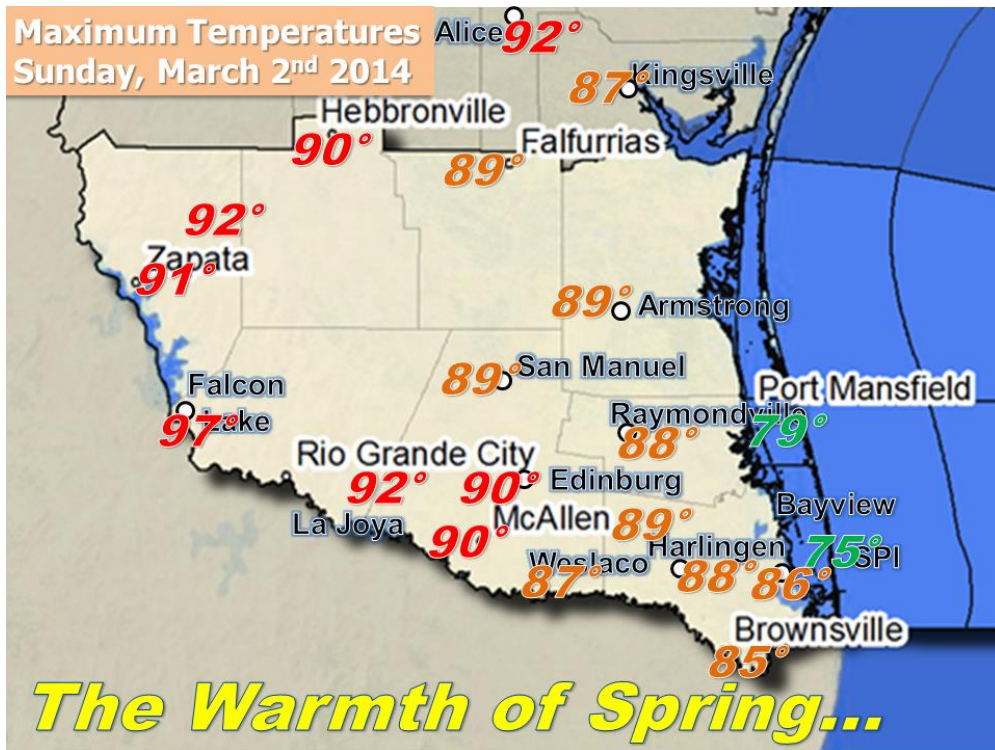 Maximum Temperatures
Sunday, March 2nd 2014
Alice 92°
87° Kingsville
Hebbronville
90°
Falfurrias
89°
92°
Zapata
91°
89° Armstrong
San Manuel
89°
Falcon
Lake
97°
Port Mansfield
79°
Raymondville
88°
Rio Grande City
92°
90° Edinburg
La Joya
90°
McAllen
89°
Bayview
75° SPI
Harlingen
88°
86°
Weslaco
87°
Brownsville
85°
The Warmth of Spring...